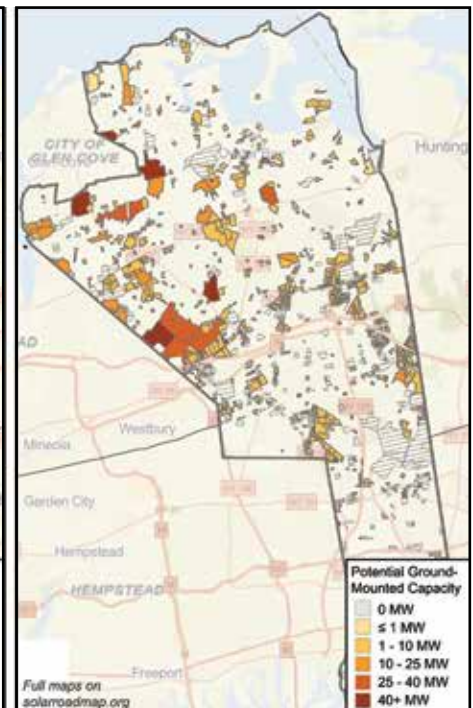 CITY OF
GLEN COVE
Hunting
AD
Westbury
Mineola
Garden City
Hempstead
HEMPSTEAD
Freeport
Potential Ground-
Mounted Capacity
0 MW
≤ 1 MW
1 - 10 MW
10 - 25 MW
25 - 40 MW
40+ MW
Full maps on
solarroadmap.org